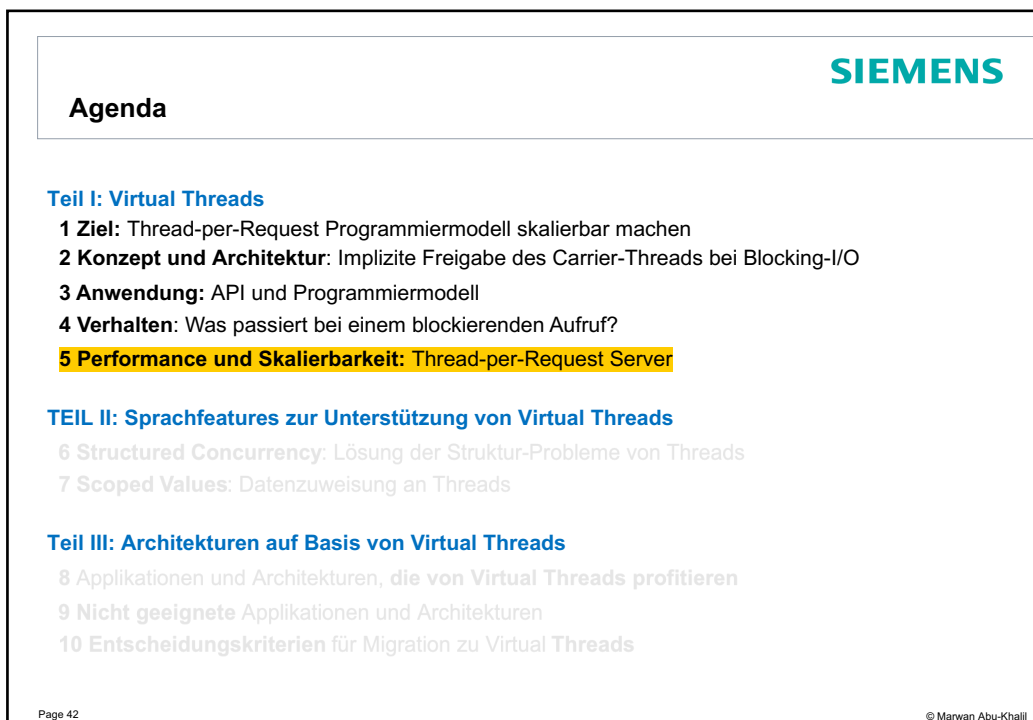 SIEMENS
Agenda
Teil I: Virtual Threads
1 Ziel: Thread-per-Request Programmiermodell skalierbar machen
2 Konzept und Architektur: Implizite Freigabe des Carrier-Threads bei Blocking-I/O
3 Anwendung: API und Programmiermodell
4 Verhalten: Was passiert bei einem blockierenden Aufruf?
5 Performance und Skalierbarkeit: Thread-per-Request Server
TEIL II: Sprachfeatures zur Unterstützung von Virtual Threads
6 Structured Concurrency: Lösung der Struktur-Probleme von Threads
7 Scoped Values: Datenzuweisung an Threads
Teil III: Architekturen auf Basis von Virtual Threads
8 Applikationen und Architekturen, die von Virtual Threads profitieren
9 Nicht geeignete Applikationen und Architekturen
10 Entscheidungskriterien für Migration zu Virtual Threads
Page 42
© Marwan Abu-Khalil